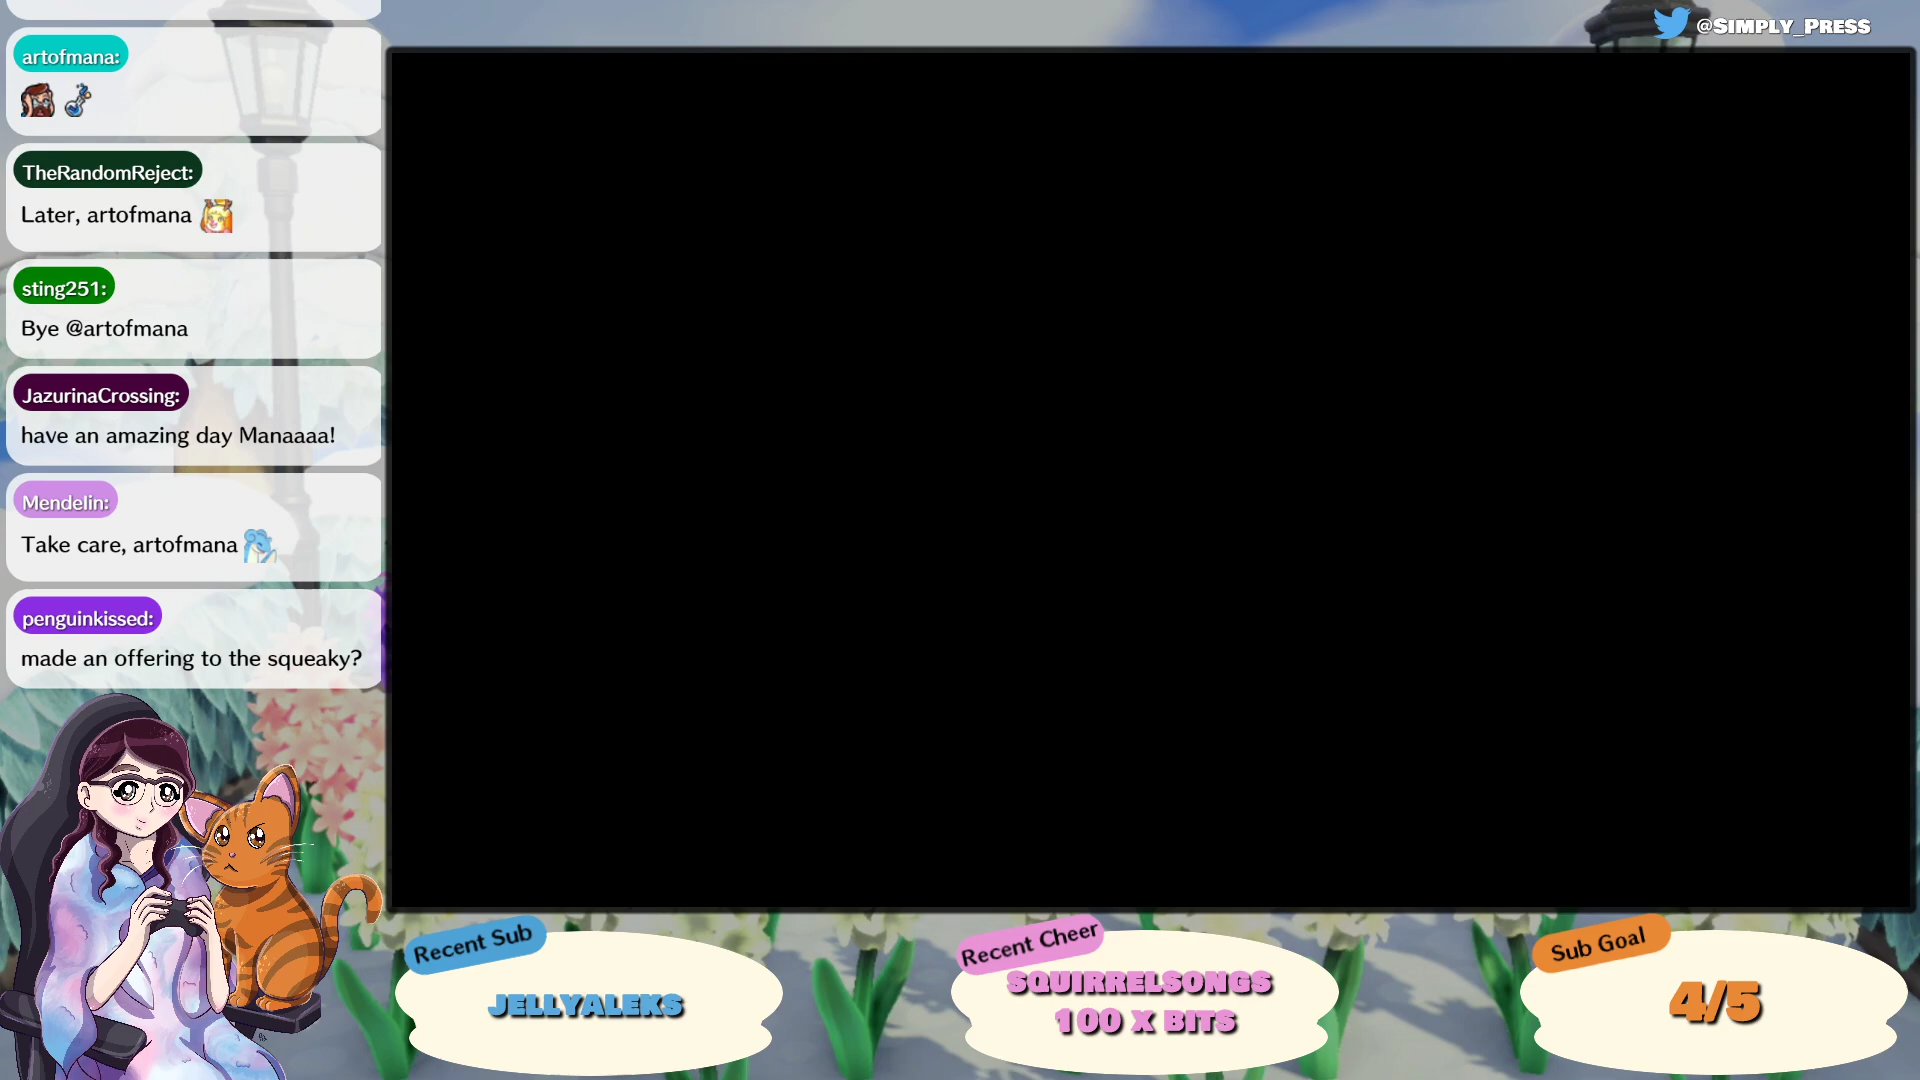 @Simply_Press
artofmana:
TheRandomReject:
Later, artofmana
sting251:
Bye @artofmana
JazurinaCrossing:
have an amazing day Manaaaa!
Mendelin:
Take care, artofmana
penguinkissed:
made an offering to the squeaky?
Recent Sub
JELLYALEKS
Recent Cheer
SQUIRRELSONGS
100 X BITS
Sub Goal
4/5